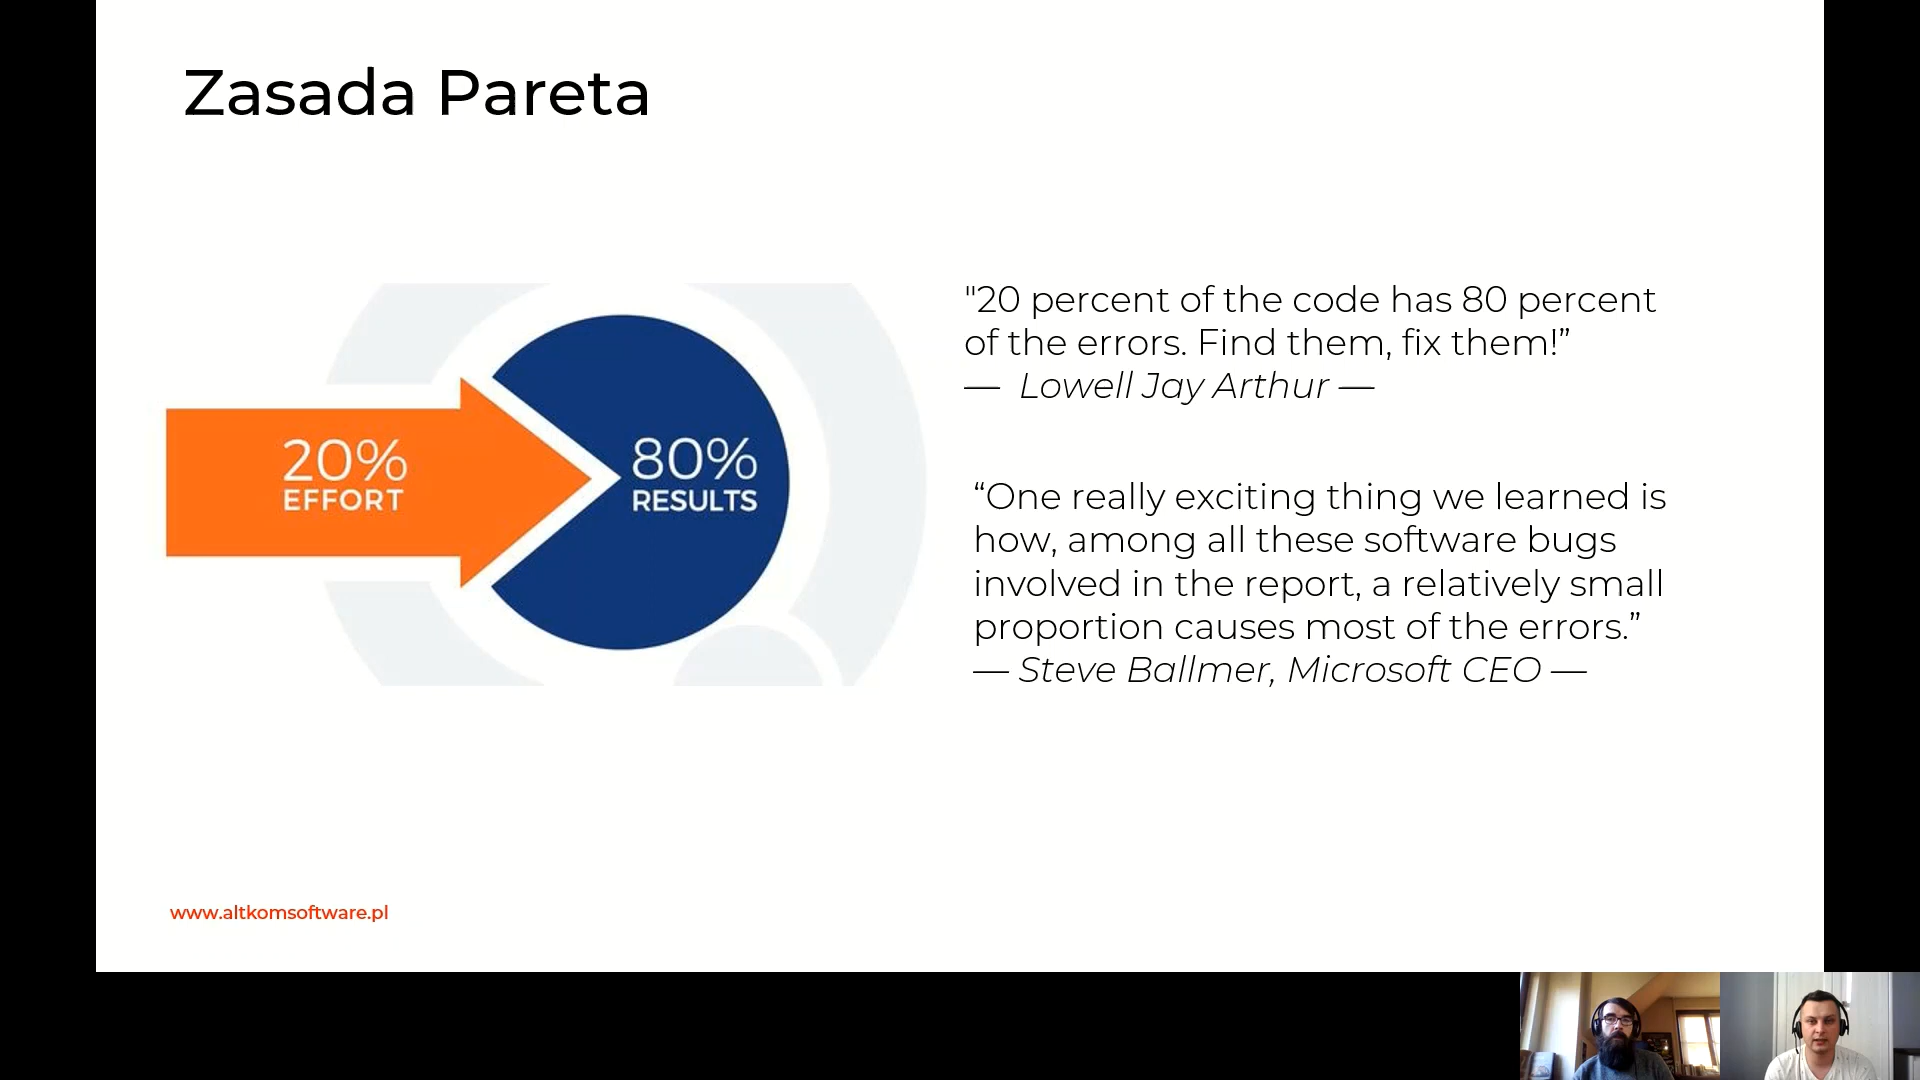 Zasada Pareta
20%
EFFORT
80%
RESULTS
"20 percent of the code has 80 percent
of the errors. Find them, fix them!”
— Lowell Jay Arthur —
“One really exciting thing we learned is
how, among all these software bugs
involved in the report, a relatively small
proportion causes most of the errors.”
— Steve Ballmer, Microsoft CEO —
www.altkomsoftware.pl